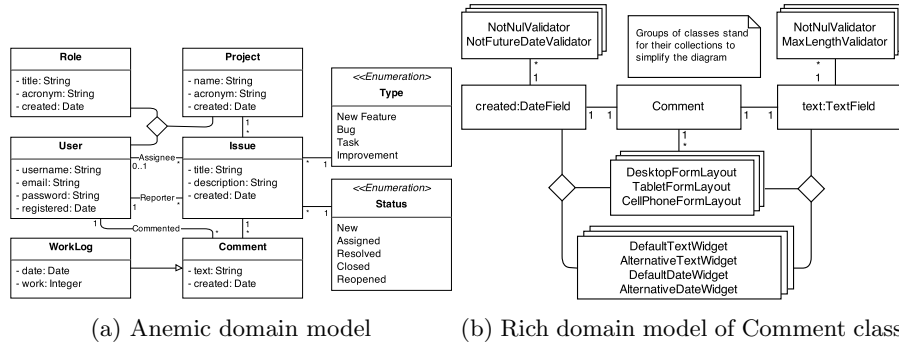 Role
- title: String
- acronym: String
- created: Date
Project
- name: String
- acronym: String
- created: Date
<<Enumeration>>
Type
New Feature
Bug
Task
Improvement
1
*
User
- username: String
- email: String
- password: String
- registered: Date
Assignee
0..1
*
Reporter
1
*
Issue
- title: String
- description: String
- created: Date
*
1
*
1
<<Enumeration>>
Status
New
Assigned
Resolved
Closed
Reopened
1
Commented
*
1
*
WorkLog
- date: Date
- work: Integer
Comment
- text: String
- created: Date
(a) Anemic domain model
NotNulValidator
NotFutureDateValidator
Groups of classes stand
for their collections to
simplify the diagram
NotNulValidator
MaxLengthValidator
*
1
*
1
created:DateField
1
1
Comment
1
1
text:TextField
1
*
DesktopFormLayout
TabletFormLayout
CellPhoneFormLayout
DefaultTextWidget
AlternativeTextWidget
DefaultDateWidget
AlternativeDateWidget
(b) Rich domain model of Comment class